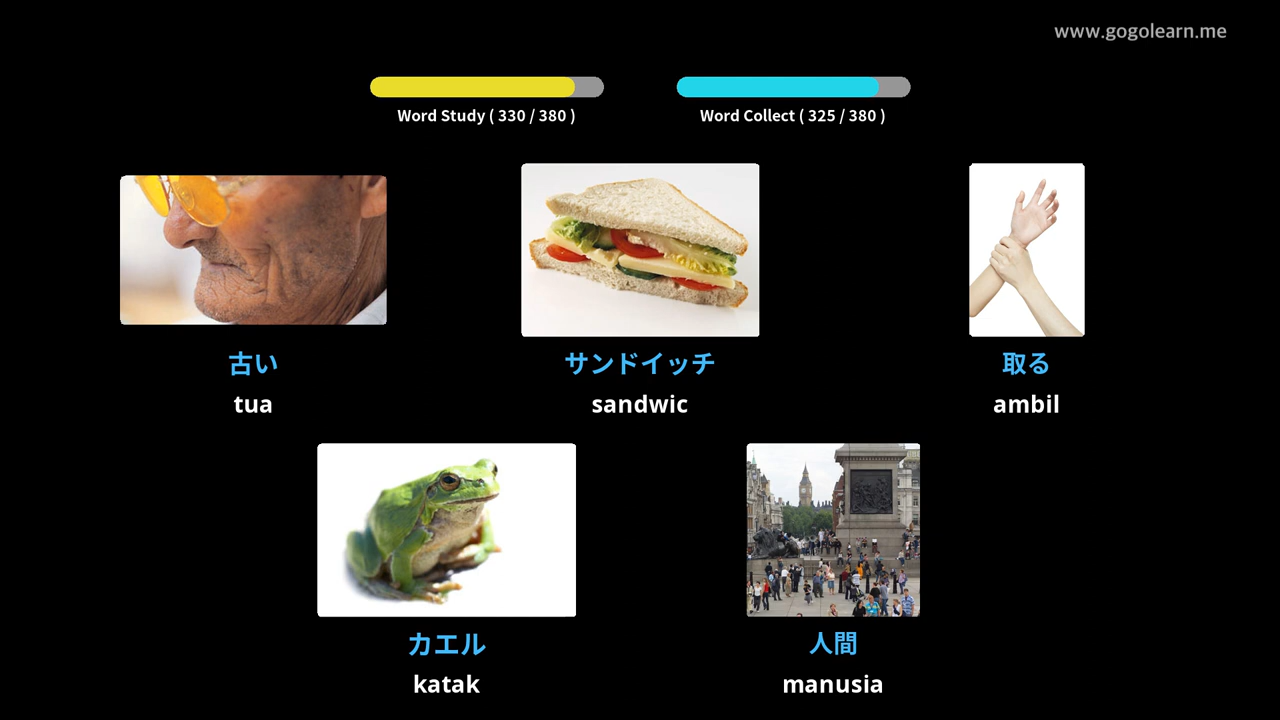 www.gogolearn.me
Word Study ( 330 / 380 )
Word Collect ( 325 / 380 )
古い
サンドイッチ
取る
tua
sandwic
ambil
カエル
人間
katak
manusia